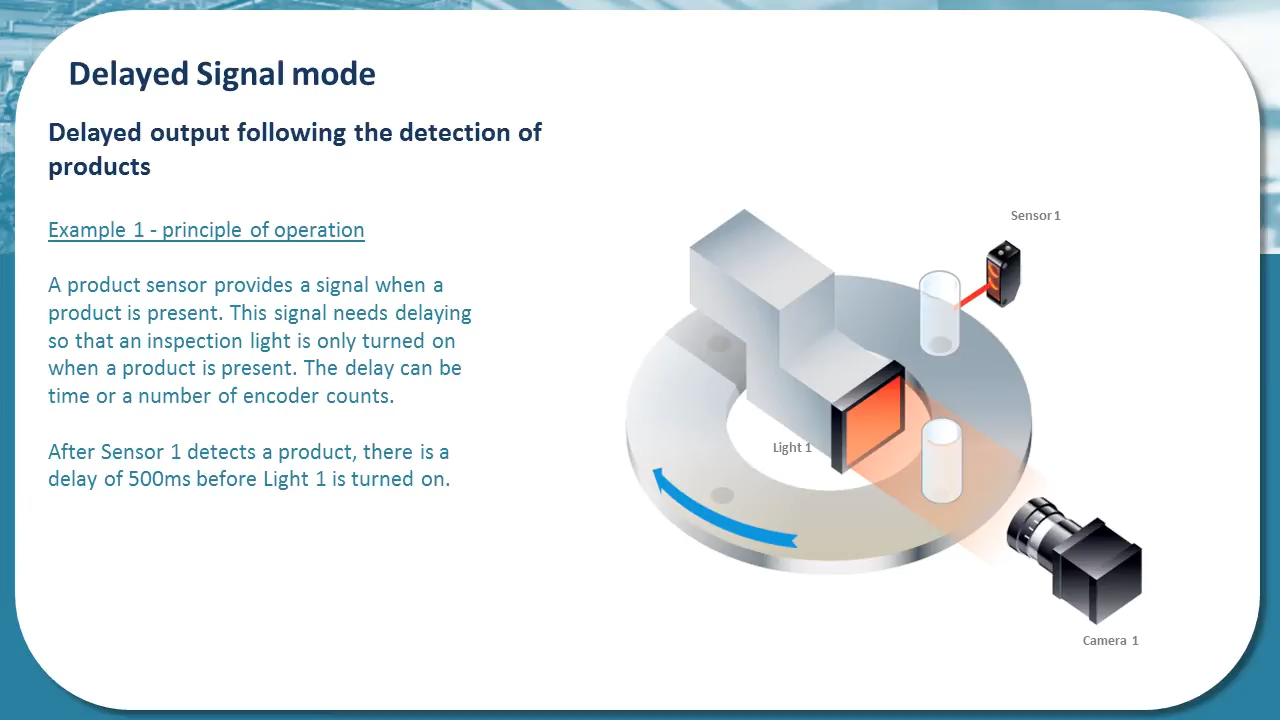 Delayed Signal mode
Delayed output following the detection of
products
Example 1 - principle of operation
A product sensor provides a signal when a
product is present. This signal needs delaying
so that an inspection light is only turned on
when a product is present. The delay can be
time or a number of encoder counts.
After Sensor 1 detects a product, there is a
delay of 500ms before Light 1 is turned on.
Sensor 1
Light 1
Camera 1